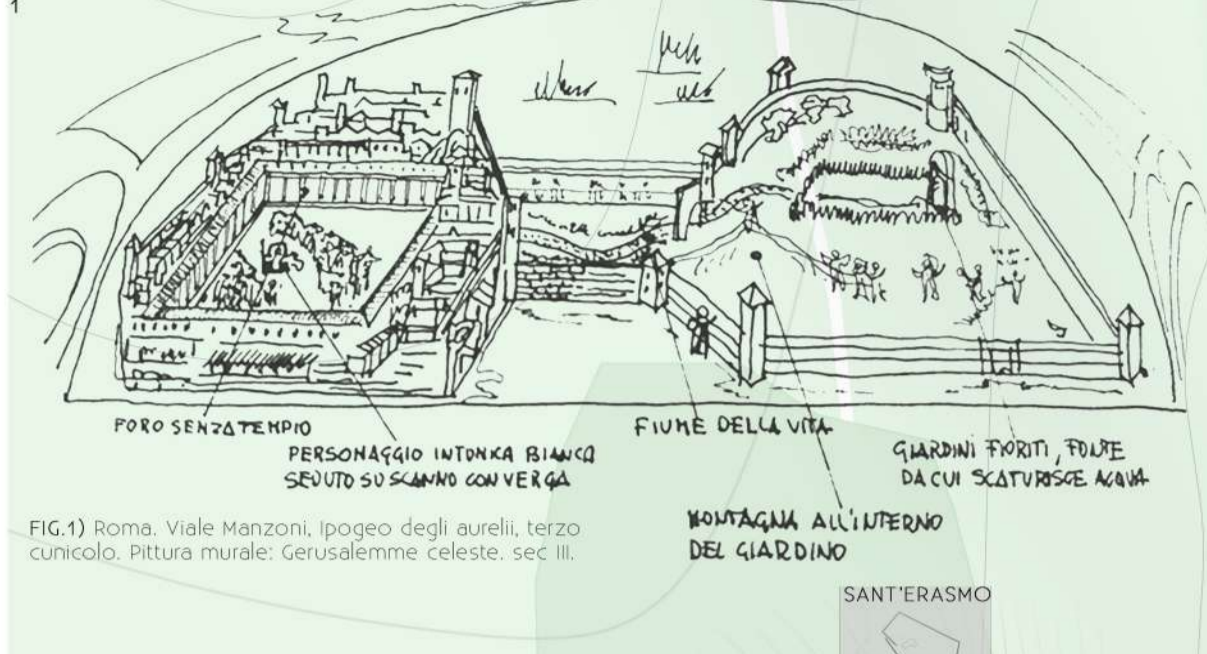 1
FORO SENZA TEMPIO
PERSONAGGIO IN TONICA BIANCA
SEDUTO SU SCANNO CON VERGA
FIUME DELLA VITA
GIARDINI FIORITI, FONTE
DA CUI SCATURISCE ACQUA
MONTAGNA ALL'INTERNO
DEL GIARDINO
FIG.1) Roma. Viale Manzoni, Ipogeo degli aurelii, terzo
cunicolo. Pittura murale: Gerusalemme celeste. sec III.
SANT'ERASMO